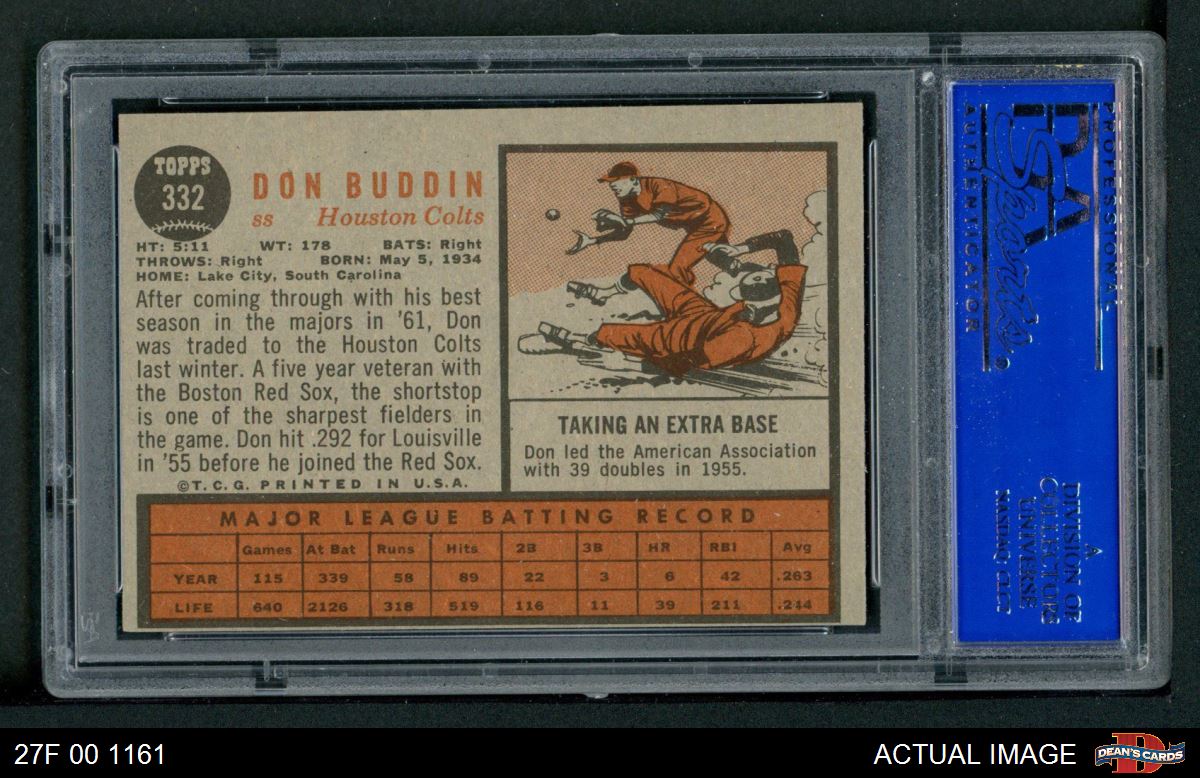 TOPPS
332
DON BUDDIN
SS Houston Colts
HT: 5:11 WT: 178 BATS: Right
THROWS: Right BORN: May 5, 1934
HOME: Lake City, South Carolina
After coming through with his best
season in the majors in '61, Don
was traded to the Houston Colts
last winter. A five year veteran with
the Boston Red Sox, the shortstop
is one of the sharpest fielders in
the game. Don hit .292 for Louisville
in '55 before he joined the Red Sox.
©T.C.G. PRINTED IN U.S.A.
TAKING AN EXTRA BASE
Don led the American Association
with 39 doubles in 1955.
MAJOR LEAGUE BATTING RECORD
Games At Bat Runs Hits 2B 3B HR RBI Avg
YEAR 115 339 58 89 22 3 6 42 .263
LIFE 640 2126 318 519 116 11 39 211 .244
PROFESSIONAL
PSA
Sports
AUTHENTICATOR
A
DIVISION OF
COLLECTORS
UNIVERSE
NASDAQ: CLCT
27F 00 1161
ACTUAL IMAGE
DEAN'S CARDS